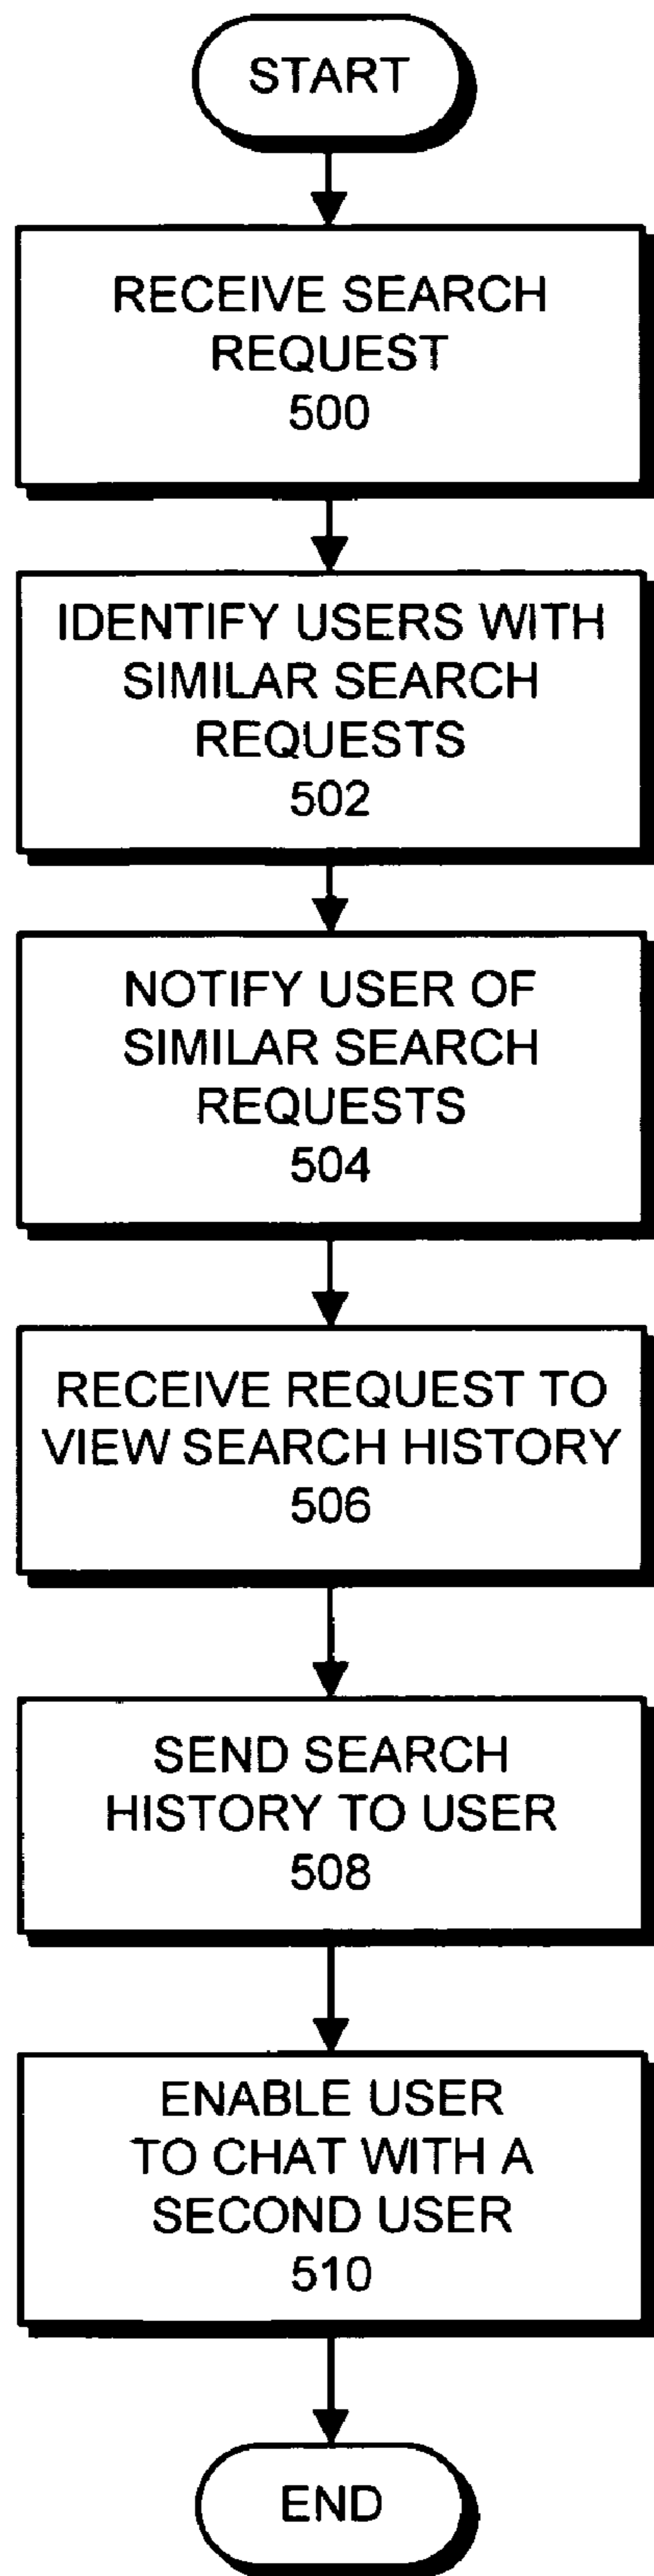 START
RECEIVE SEARCH
REQUEST
500
IDENTIFY USERS WITH
SIMILAR SEARCH
REQUESTS
502
NOTIFY USER OF
SIMILAR SEARCH
REQUESTS
504
RECEIVE REQUEST TO
VIEW SEARCH HISTORY
506
SEND SEARCH
HISTORY TO USER
508
ENABLE USER
TO CHAT WITH A
SECOND USER
510
END